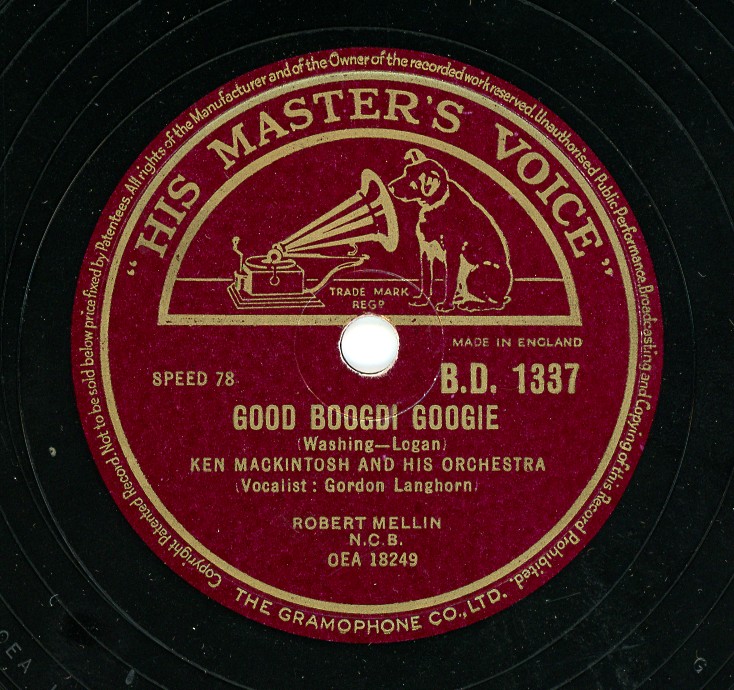 Copyright Patented Record. Not to be sold below price fixed by Patentees. All rights of the Manufacturer and of the Owner of the recorded work reserved. Unauthorised Public Performance, Broadcasting and Copying of this Record Prohibited.
"HIS MASTER'S VOICE"
TRADE MARK
REGD
MADE IN ENGLAND
SPEED 78
B.D. 1337
GOOD BOOGDI GOOGIE
(Washing—Logan)
KEN MACKINTOSH AND HIS ORCHESTRA
(Vocalist: Gordon Langhorn)
ROBERT MELLIN
N.C.B.
OEA 18249
THE GRAMOPHONE CO., LTD.
OEA
G